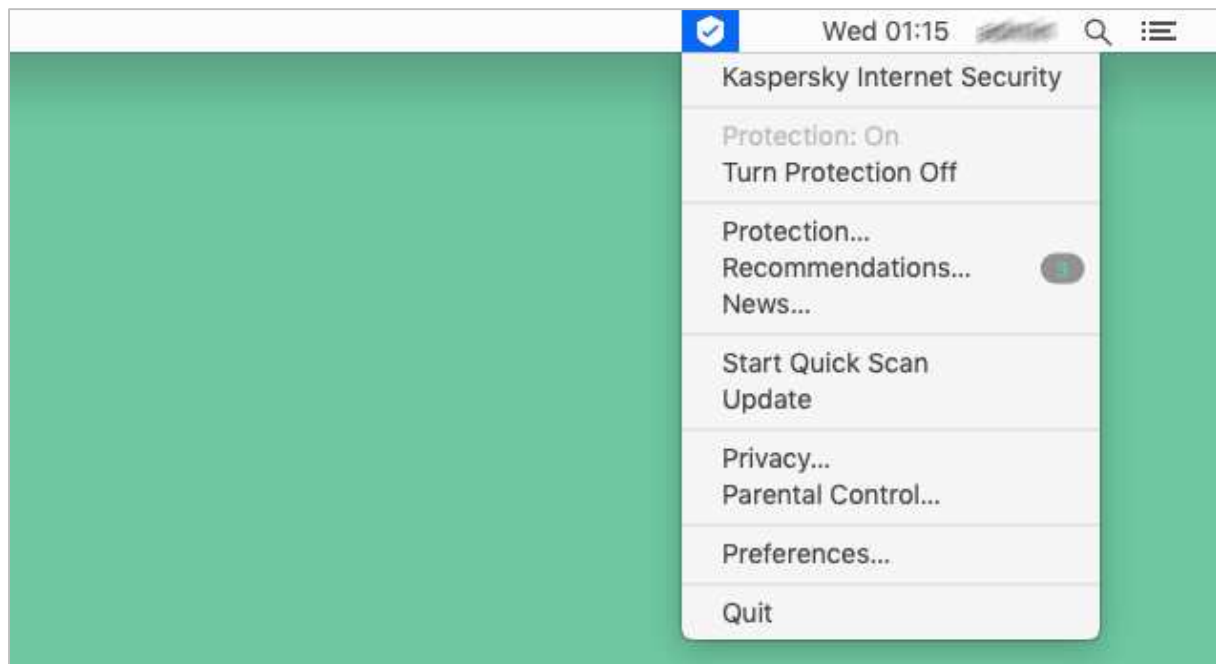 Wed 01:15
Kaspersky Internet Security
Protection: On
Turn Protection Off
Protection...
Recommendations...
News...
Start Quick Scan
Update
Privacy...
Parental Control...
Preferences...
Quit